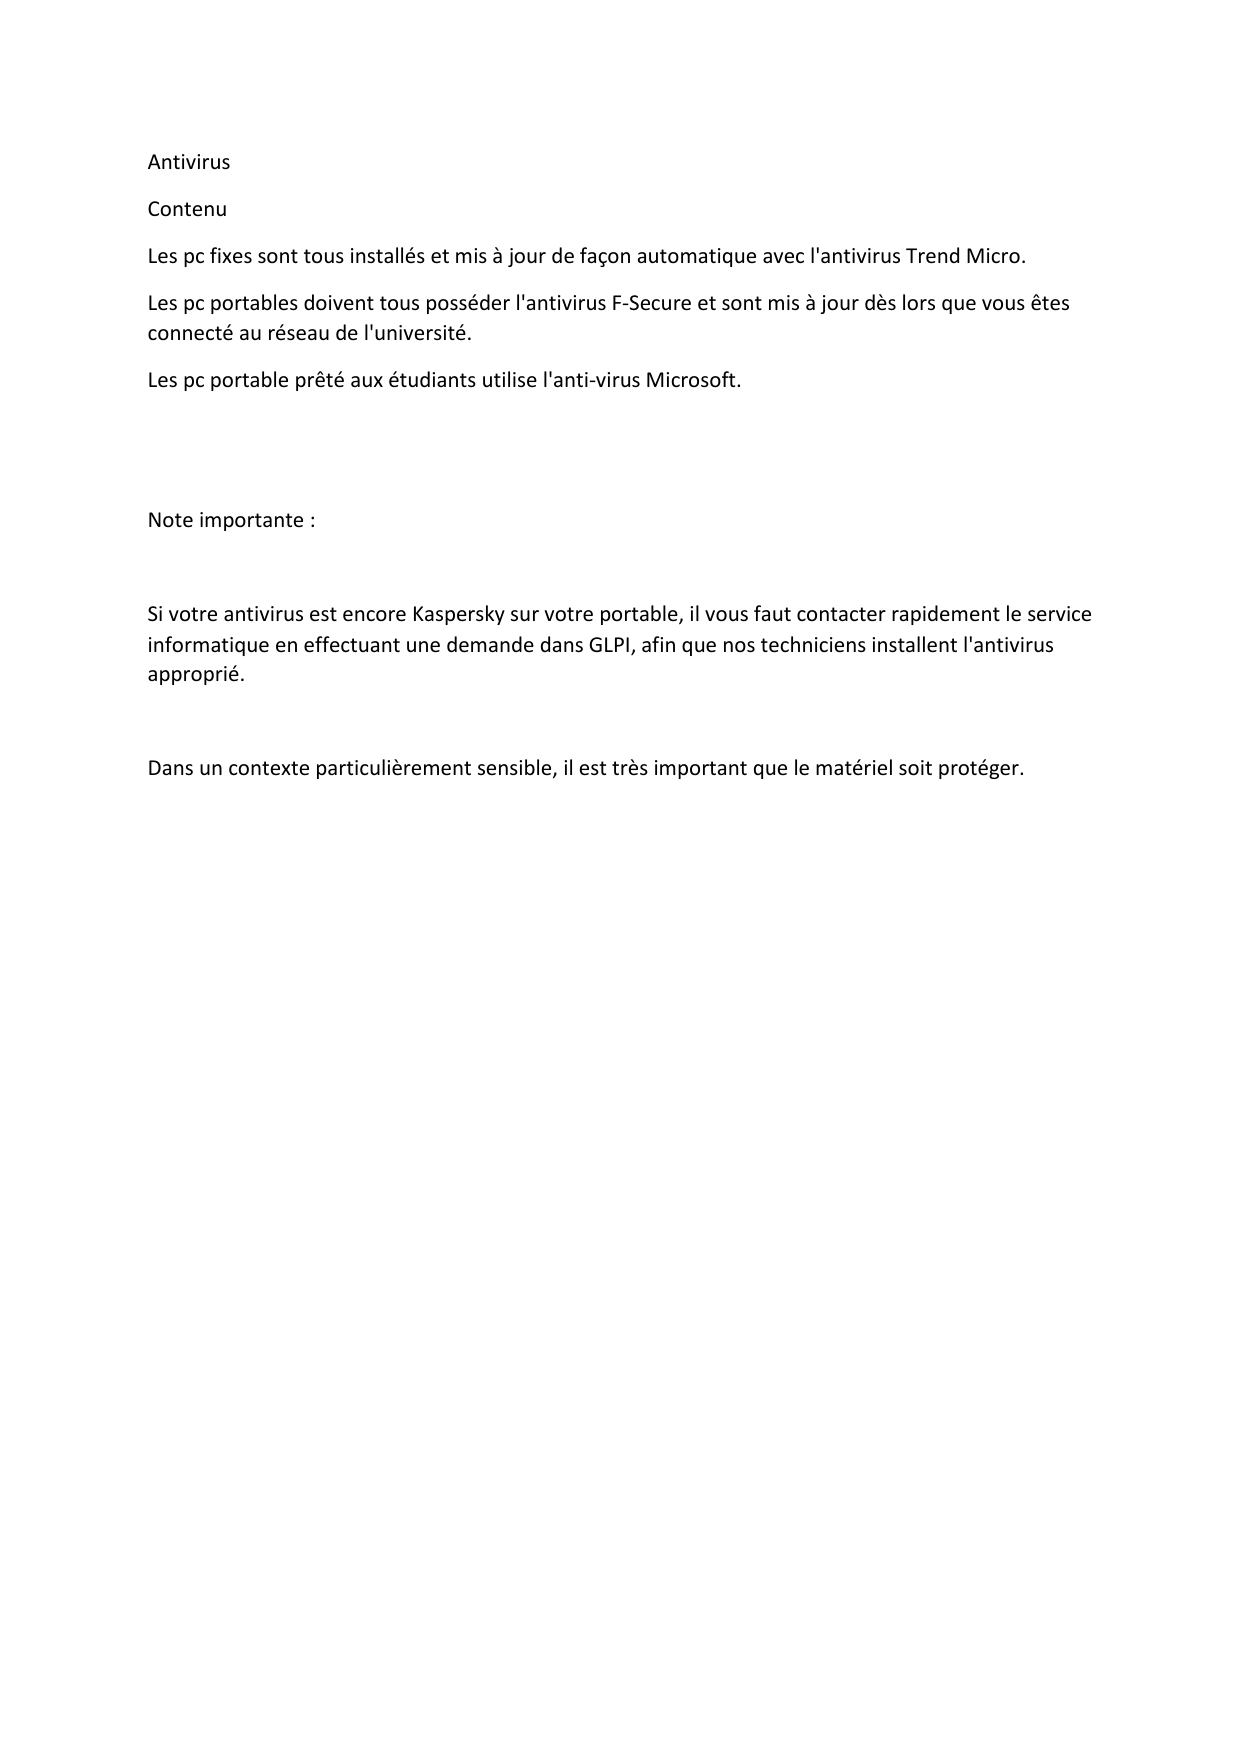 Antivirus
Contenu
Les pc fixes sont tous installés et mis à jour de façon automatique avec l'antivirus Trend Micro.
Les pc portables doivent tous posséder l'antivirus F-Secure et sont mis à jour dès lors que vous êtes
connecté au réseau de l'université.
Les pc portable prêté aux étudiants utilise l'anti-virus Microsoft.
Note importante :
Si votre antivirus est encore Kaspersky sur votre portable, il vous faut contacter rapidement le service
informatique en effectuant une demande dans GLPI, afin que nos techniciens installent l'antivirus
approprié.
Dans un contexte particulièrement sensible, il est très important que le matériel soit protéger.